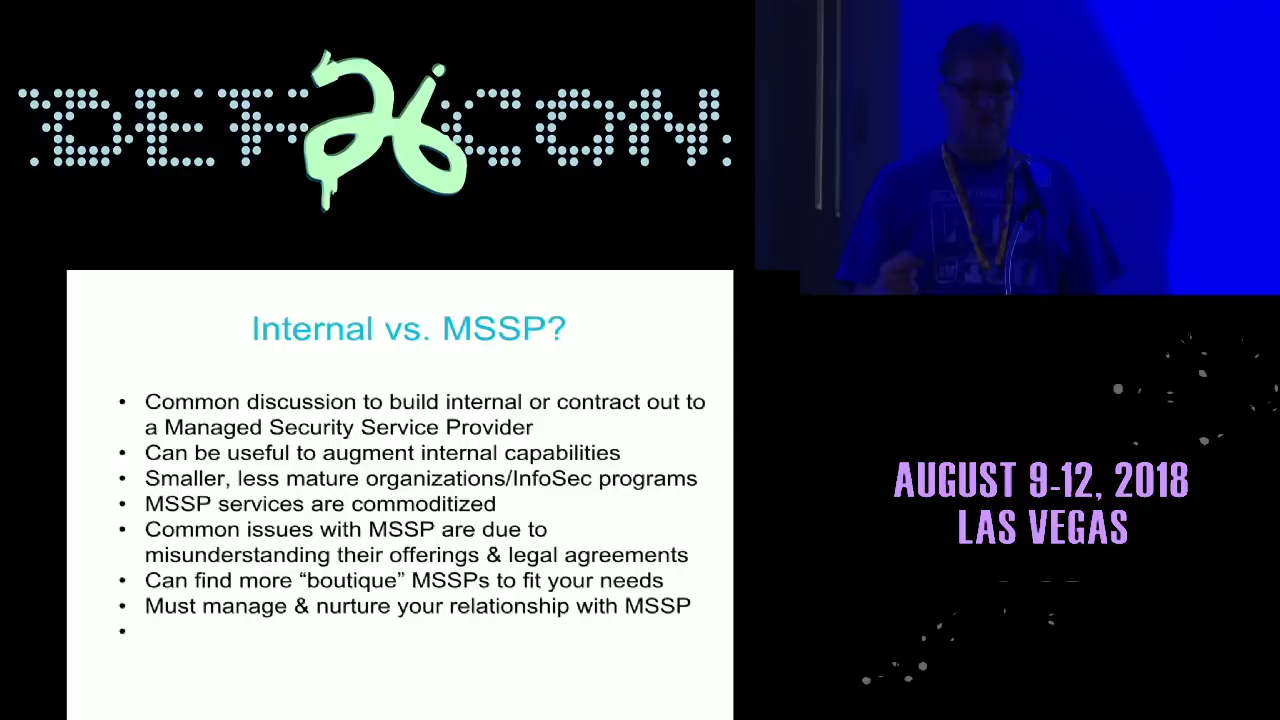 DEF CON
26
Internal vs. MSSP?
• Common discussion to build internal or contract out to
a Managed Security Service Provider
• Can be useful to augment internal capabilities
• Smaller, less mature organizations/InfoSec programs
• MSSP services are commoditized
• Common issues with MSSP are due to
misunderstanding their offerings & legal agreements
• Can find more “boutique” MSSPs to fit your needs
• Must manage & nurture your relationship with MSSP
•
AUGUST 9-12, 2018
LAS VEGAS